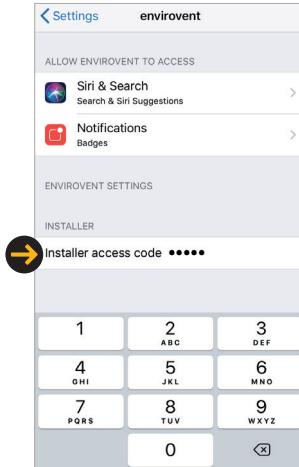 Settings
envirovent
ALLOW ENVIROVENT TO ACCESS
Siri & Search
Search & Siri Suggestions
Notifications
Badges
ENVIROVENT SETTINGS
INSTALLER
Installer access code •••••
1
2
3
ABC
DEF
4
5
6
GHI
JKL
MNO
7
8
9
PQRS
TUV
WXYZ
0